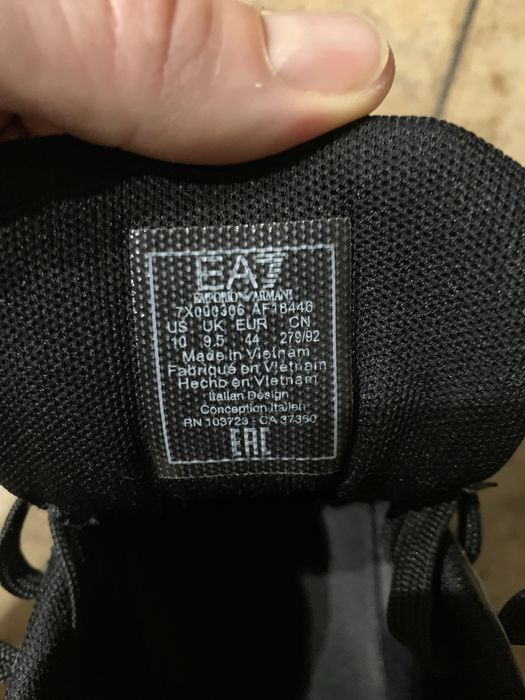 EA7
EMPORIO ARMANI
7X000306 AF18446
US UK EUR CN
10 9.5 44 279/92
Made in Vietnam
Fabriqué en Vietnam
Hecho en Vietnam
Italian Design
Conception Italien
RN 103723 - CA 37360
EAC